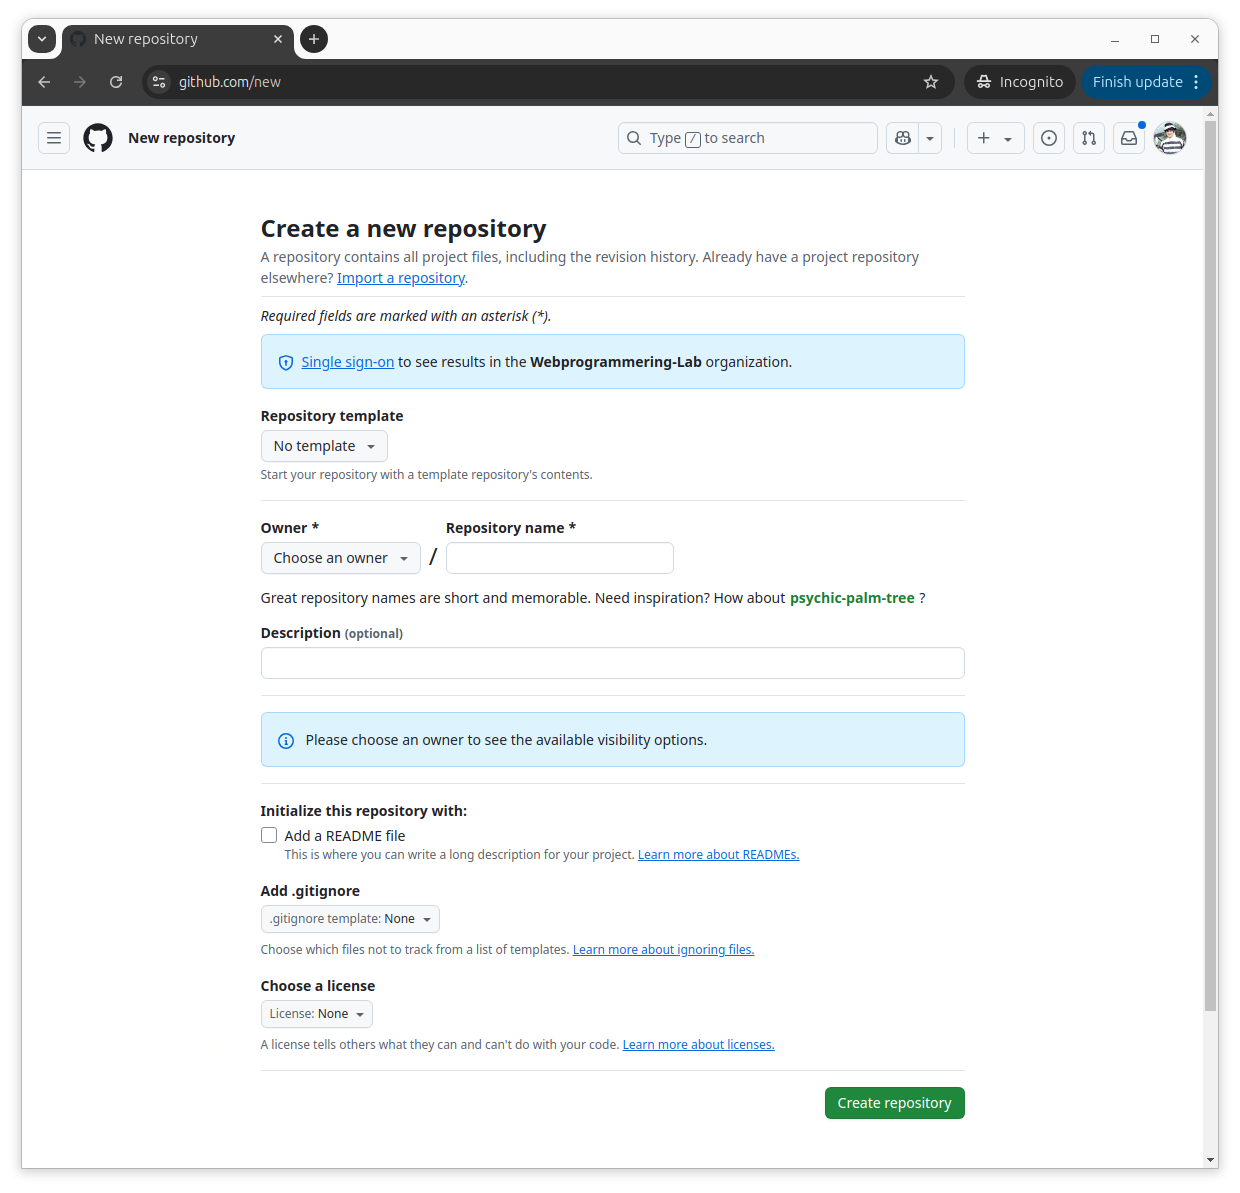 New repository
github.com/new
Incognito
Finish update
New repository
Type / to search
Create a new repository
A repository contains all project files, including the revision history. Already have a project repository
elsewhere? Import a repository.
Required fields are marked with an asterisk (*).
Single sign-on to see results in the Webprogrammering-Lab organization.
Repository template
No template
Start your repository with a template repository's contents.
Owner *
Repository name *
Choose an owner
/
Great repository names are short and memorable. Need inspiration? How about psychic-palm-tree ?
Description (optional)
Please choose an owner to see the available visibility options.
Initialize this repository with:
Add a README file
This is where you can write a long description for your project. Learn more about READMEs.
Add .gitignore
.gitignore template: None
Choose which files not to track from a list of templates. Learn more about ignoring files.
Choose a license
License: None
A license tells others what they can and can't do with your code. Learn more about licenses.
Create repository